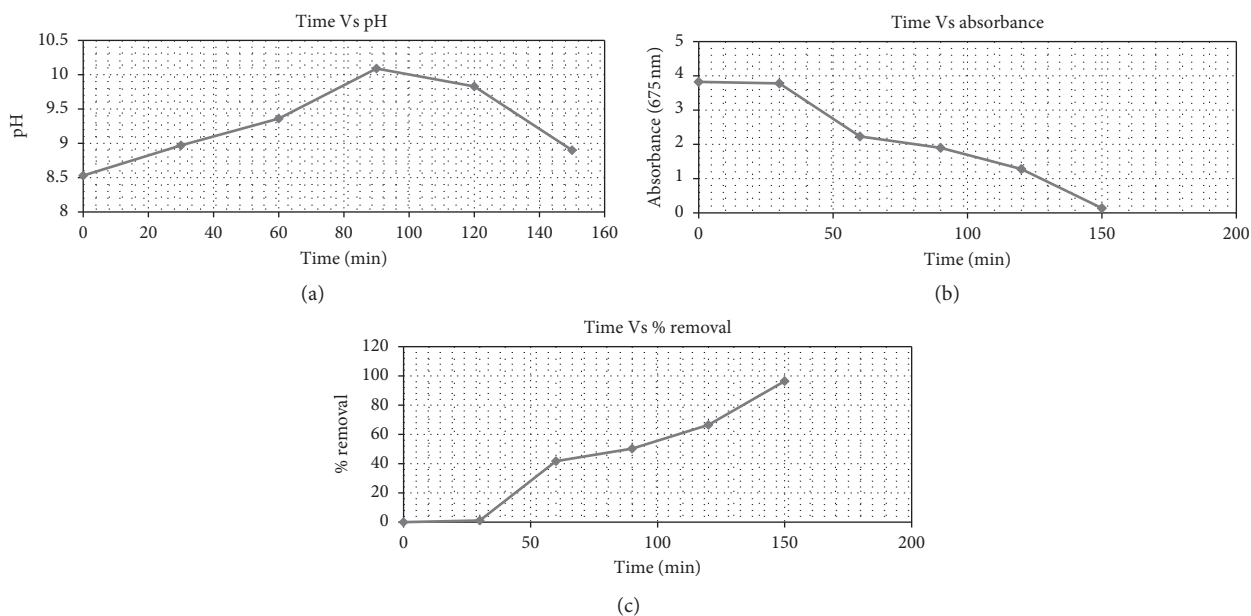 Time Vs pH
10.5
10
9.5
9
8.5
8
pH
0 20 40 60 80 100 120 140 160
Time (min)
(a)
Time Vs absorbance
5
4
3
2
1
0
Absorbance (675 nm)
0 50 100 150 200
Time (min)
(b)
Time Vs % removal
120
100
80
60
40
20
0
% removal
0 50 100 150 200
Time (min)
(c)